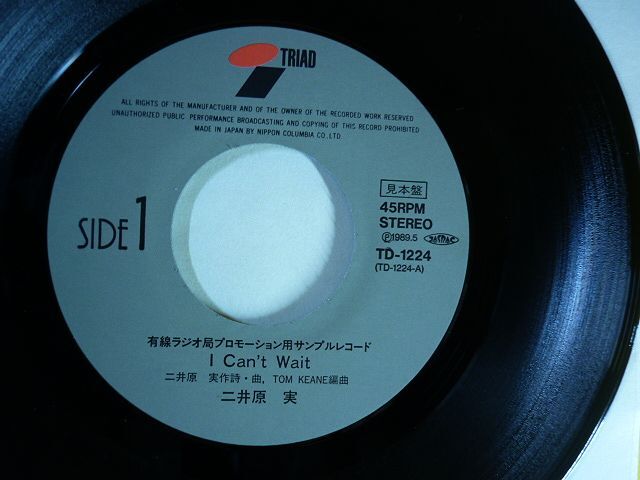 TRIAD
ALL RIGHTS OF THE MANUFACTURER AND OF THE OWNER OF THE RECORDED WORK RESERVED
UNAUTHORIZED PUBLIC PERFORMANCE BROADCASTING AND COPYING OF THIS RECORD PROHIBITED
MADE IN JAPAN BY NIPPON COLUMBIA CO., LTD.
SIDE 1
見本盤
45RPM
STEREO
Ⓟ1989.5 JASRAC
TD-1224
(TD-1224-A)
有線ラジオ局プロモーション用サンプルレコード
I Can't Wait
二井原 実作詩・曲, TOM KEANE編曲
二井原 実